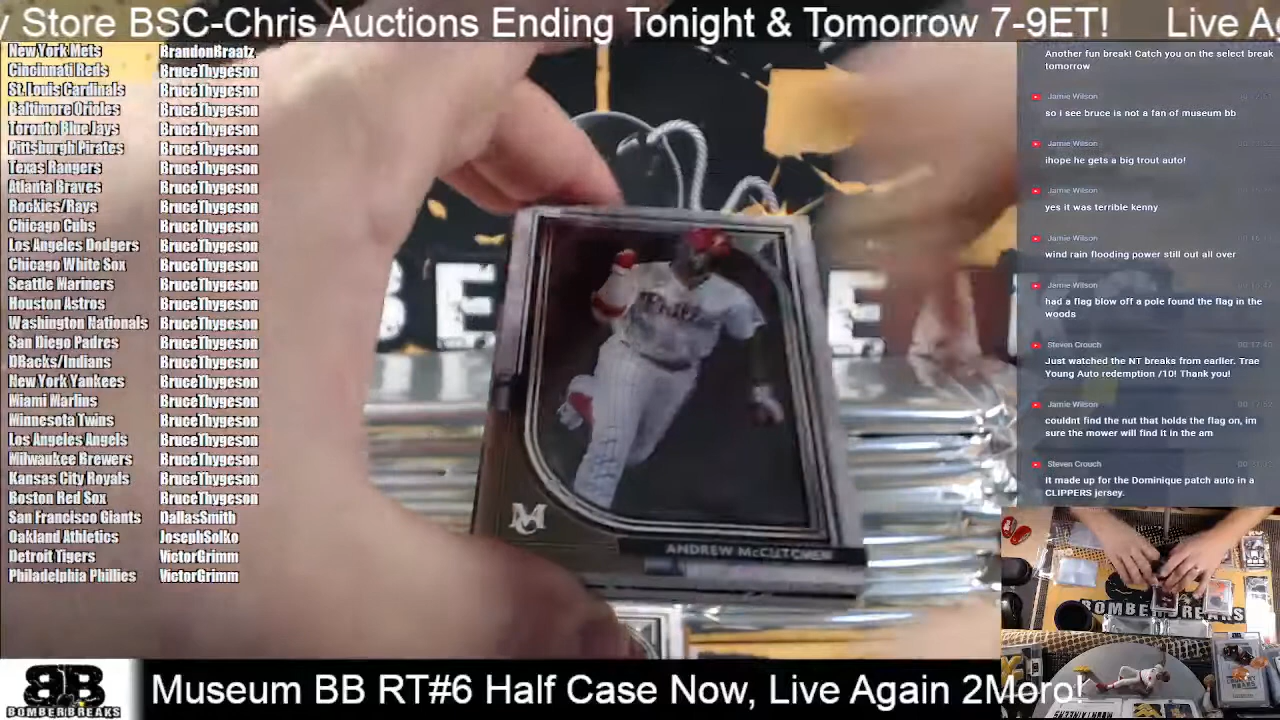 y Store BSC-Chris Auctions Ending Tonight & Tomorrow 7-9ET! Live Ag
New York Mets BrandonBraatz
Cincinnati Reds BruceThygeson
St. Louis Cardinals BruceThygeson
Baltimore Orioles BruceThygeson
Toronto Blue Jays BruceThygeson
Pittsburgh Pirates BruceThygeson
Texas Rangers BruceThygeson
Atlanta Braves BruceThygeson
Rockies/Rays BruceThygeson
Chicago Cubs BruceThygeson
Los Angeles Dodgers BruceThygeson
Chicago White Sox BruceThygeson
Seattle Mariners BruceThygeson
Houston Astros BruceThygeson
Washington Nationals BruceThygeson
San Diego Padres BruceThygeson
DBacks/Indians BruceThygeson
New York Yankees BruceThygeson
Miami Marlins BruceThygeson
Minnesota Twins BruceThygeson
Los Angeles Angels BruceThygeson
Milwaukee Brewers BruceThygeson
Kansas City Royals BruceThygeson
Boston Red Sox BruceThygeson
San Francisco Giants DallasSmith
Oakland Athletics JosephSolko
Detroit Tigers VictorGrimm
Philadelphia Phillies VictorGrimm
M
ANDREW McCUTCHEN
Another fun break! Catch you on the select break
tomorrow
Jamie Wilson
so i see bruce is not a fan of museum bb
Jamie Wilson
ihope he gets a big trout auto!
Jamie Wilson
yes it was terrible kenny
Jamie Wilson
wind rain flooding power still out all over
Jamie Wilson
had a flag blow off a pole found the flag in the
woods
Steven Crouch
Just watched the NT breaks from earlier. Trae
Young Auto redemption /10! Thank you!
Jamie Wilson
couldnt find the nut that holds the flag on, im
sure the mower will find it in the am
Steven Crouch
It made up for the Dominique patch auto in a
CLIPPERS jersey.
BOMBER BREAKS
BB
BOMBER BREAKS
Museum BB RT#6 Half Case Now, Live Again 2Moro!